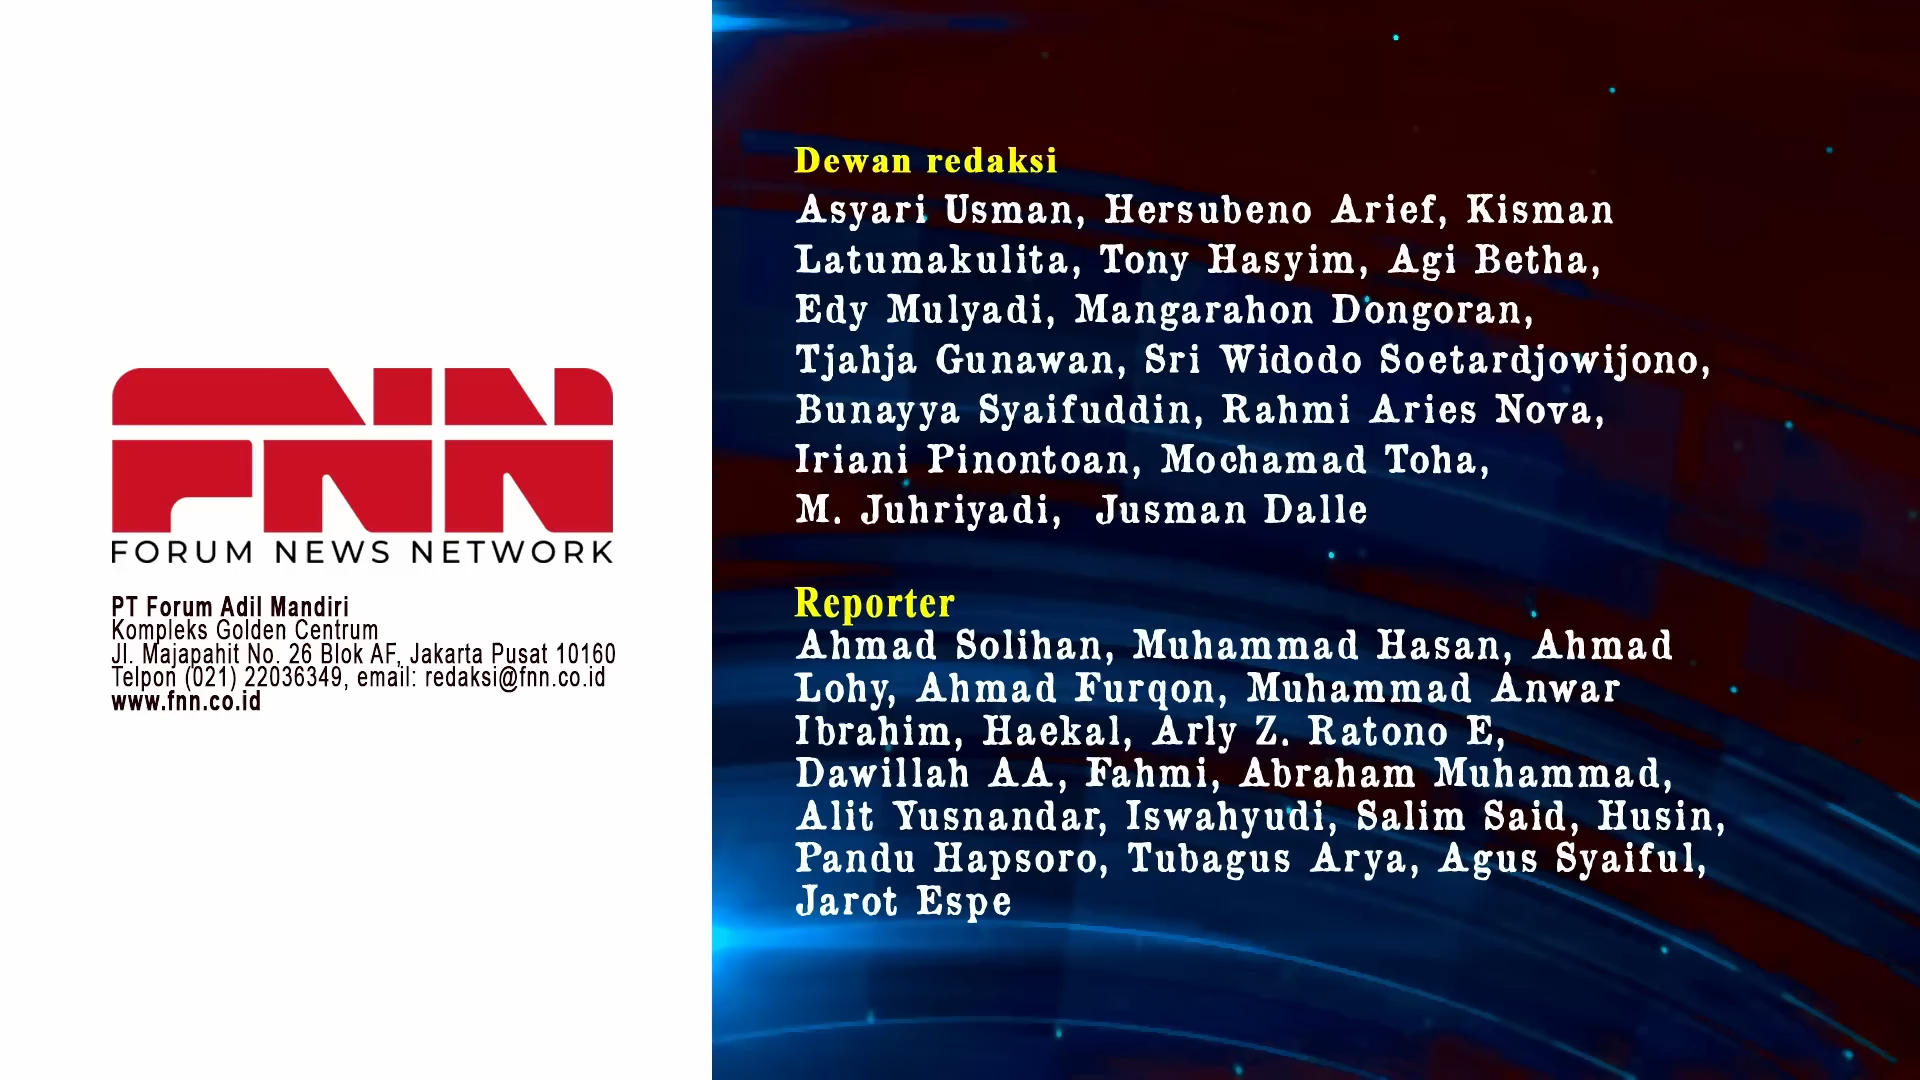 FNN
FORUM NEWS NETWORK
PT Forum Adil Mandiri
Kompleks Golden Centrum
Jl. Majapahit No. 26 Blok AF, Jakarta Pusat 10160
Telpon (021) 22036349, email: redaksi@fnn.co.id
www.fnn.co.id
Dewan redaksi
Asyari Usman, Hersubeno Arief, Kisman
Latumakulita, Tony Hasyim, Agi Betha,
Edy Mulyadi, Mangarahon Dongoran,
Tjahja Gunawan, Sri Widodo Soetardjowijono,
Bunayya Syaifuddin, Rahmi Aries Nova,
Iriani Pinontoan, Mochamad Toha,
M. Juhriyadi,  Jusman Dalle
Reporter
Ahmad Solihan, Muhammad Hasan, Ahmad
Lohy, Ahmad Furqon, Muhammad Anwar
Ibrahim, Haekal, Arly Z. Ratono E,
Dawillah AA, Fahmi, Abraham Muhammad,
Alit Yusnandar, Iswahyudi, Salim Said, Husin,
Pandu Hapsoro, Tubagus Arya, Agus Syaiful,
Jarot Espe